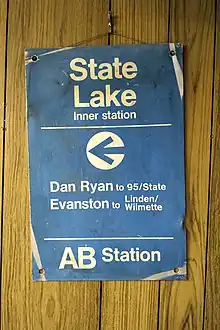 State
Lake
Inner station
Dan Ryan to 95/State
Evanston to Linden/
Wilmette
AB Station